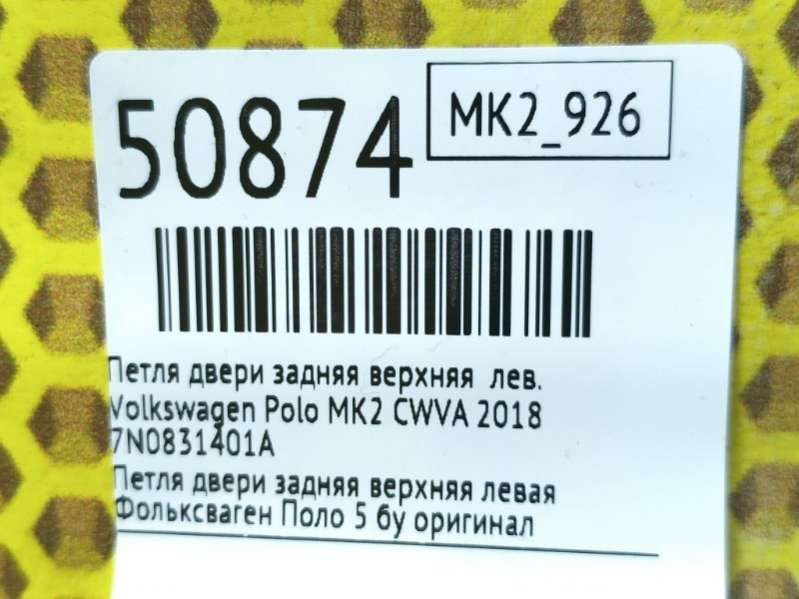 50874
MK2_926
Петля двери задняя верхняя лев.
Volkswagen Polo MK2 CWVA 2018
7N0831401A
Петля двери задняя верхняя левая
Фольксваген Поло 5 бу оригинал